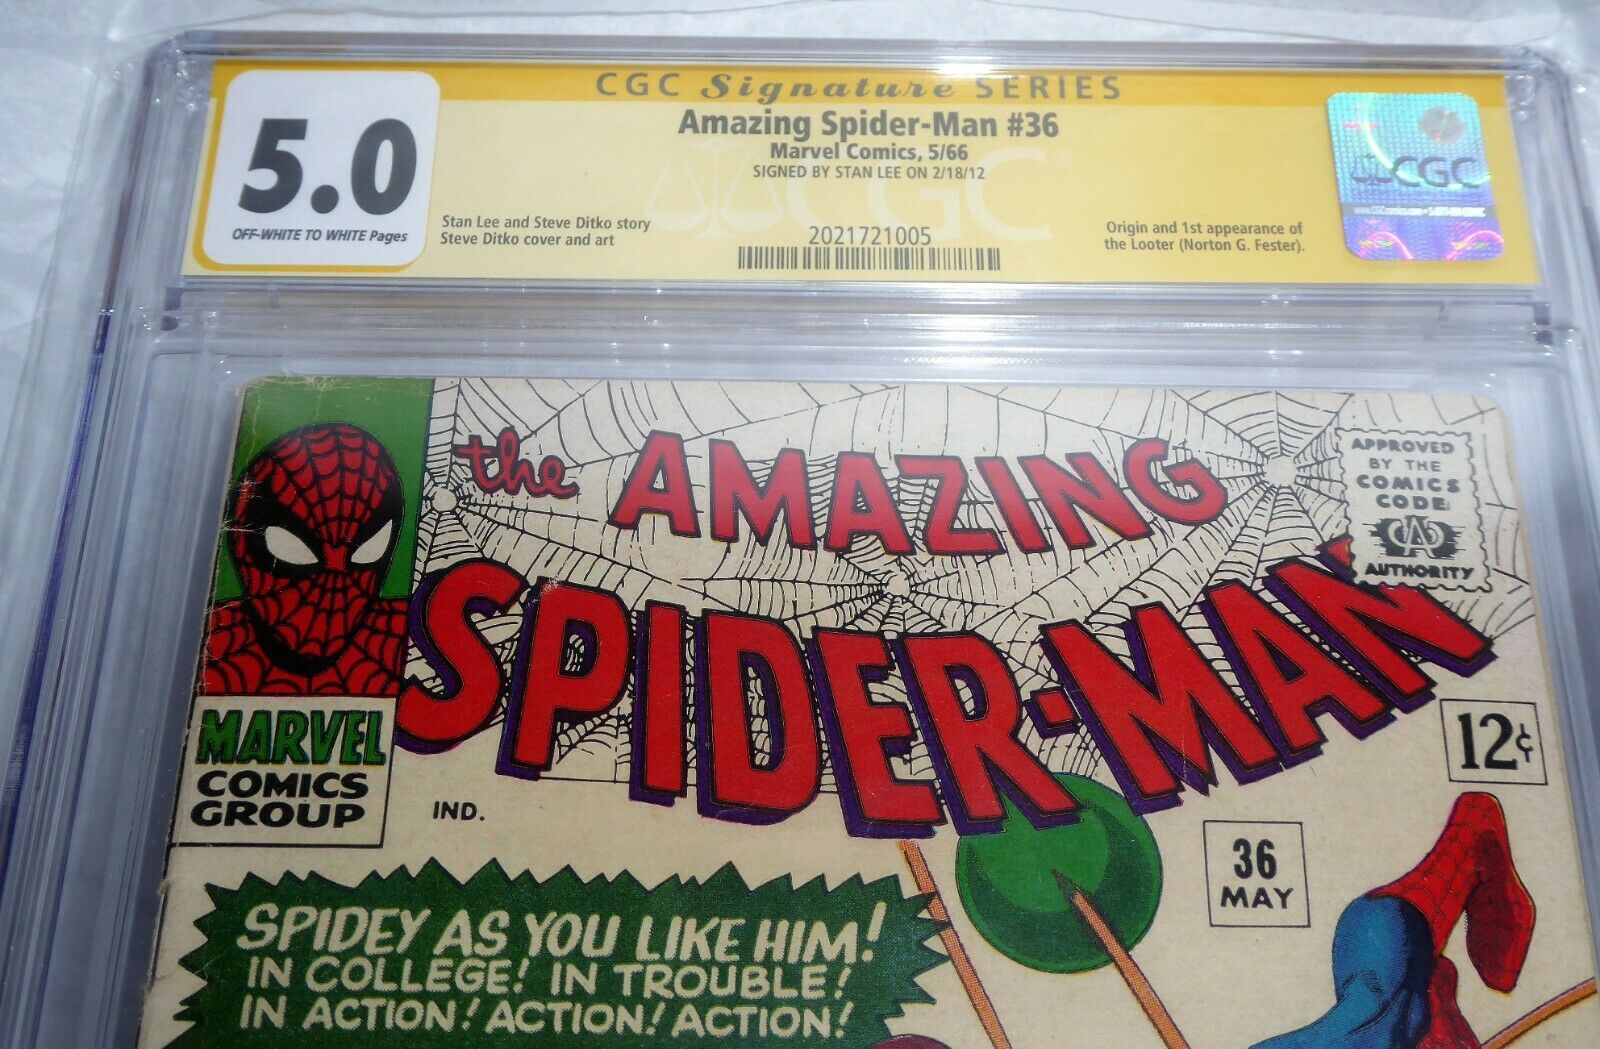 CGC Signature SERIES
5.0
OFF-WHITE TO WHITE Pages
Amazing Spider-Man #36
Marvel Comics, 5/66
SIGNED BY STAN LEE ON 2/18/12
Stan Lee and Steve Ditko story
Steve Ditko cover and art
2021721005
Origin and 1st appearance of
the Looter (Norton G. Fester).
CGC
CGC
the AMAZING
SPIDER-MAN
APPROVED
BY THE
COMICS
CODE
CA
AUTHORITY
MARVEL
COMICS
GROUP
IND.
12¢
36
MAY
SPIDEY AS YOU LIKE HIM!
IN COLLEGE! IN TROUBLE!
IN ACTION! ACTION! ACTION!